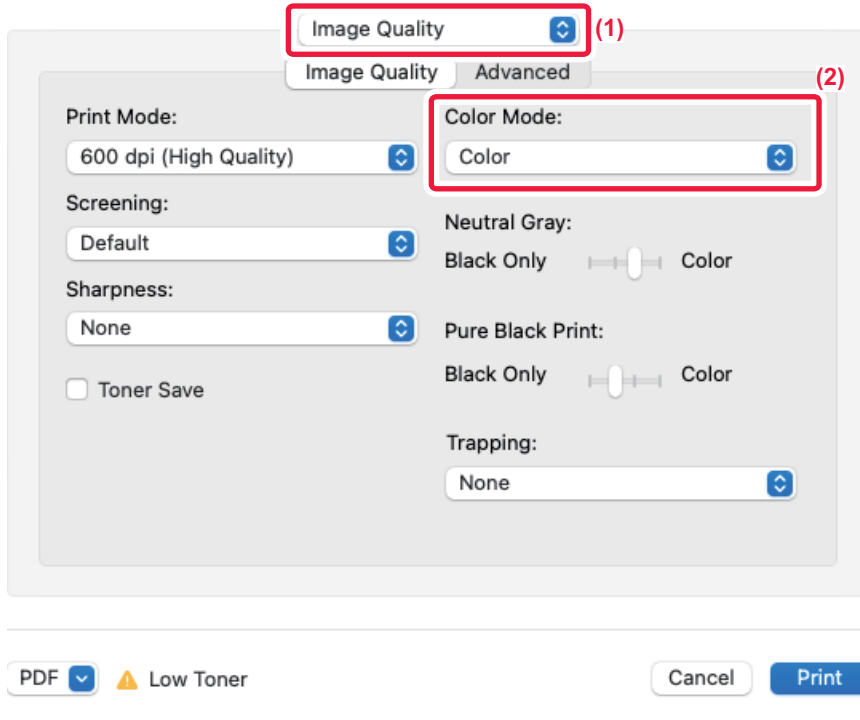 Image Quality
(1)
Image Quality
Advanced
(2)
Print Mode:
600 dpi (High Quality)
Screening:
Default
Sharpness:
None
Toner Save
Color Mode:
Color
Neutral Gray:
Black Only Color
Pure Black Print:
Black Only Color
Trapping:
None
PDF
Low Toner
Cancel
Print